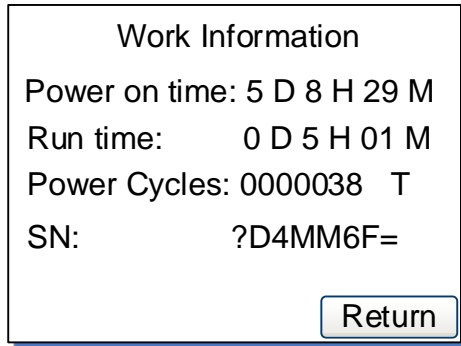 Work Information
Power on time: 5 D 8 H 29 M
Run time: 0 D 5 H 01 M
Power Cycles: 0000038 T
SN: ?D4MM6F=
Return